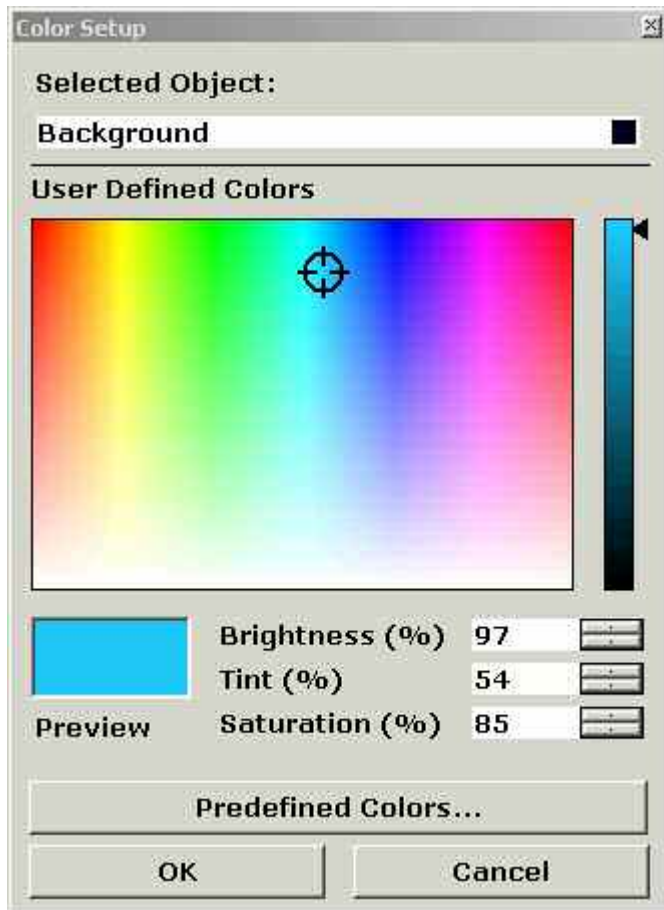 Color Setup
Selected Object:
Background
User Defined Colors
Brightness (%) 97
Tint (%) 54
Saturation (%) 85
Preview
Predefined Colors...
OK
Cancel